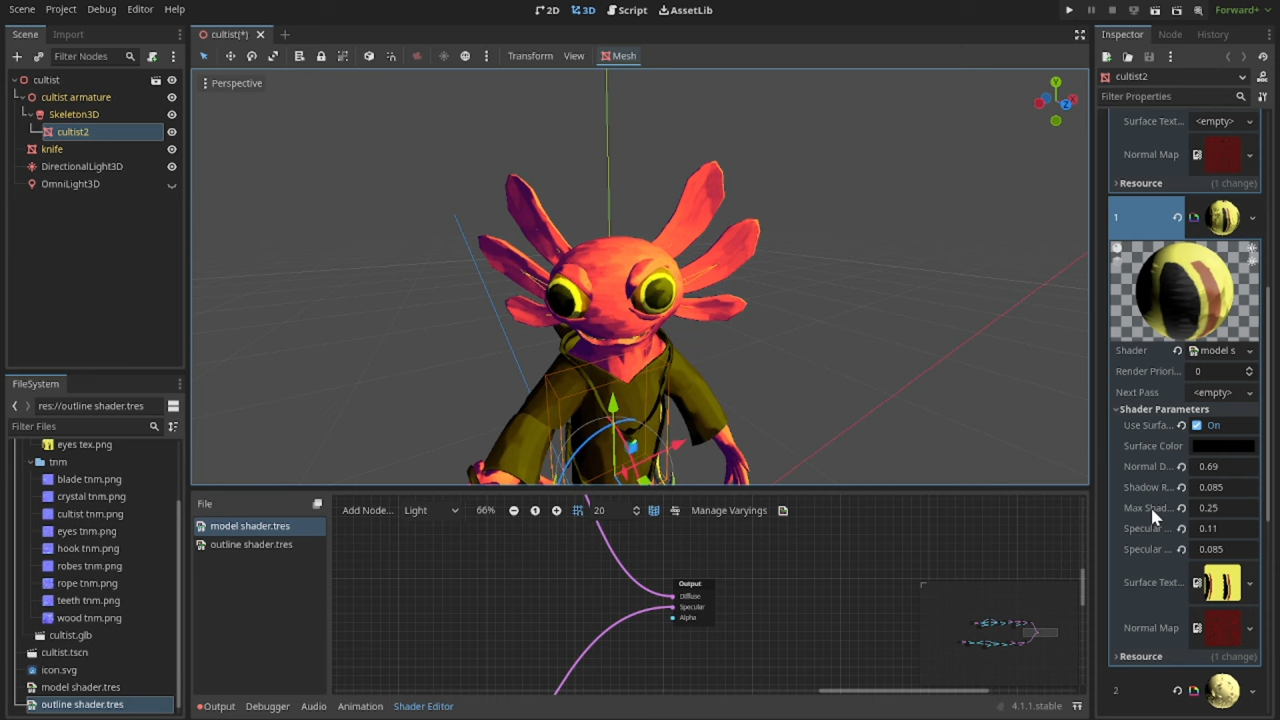 Scene Project Debug Editor Help
2D 3D Script AssetLib
Forward+
Scene Import
Filter Nodes
cultist
cultist armature
Skeleton3D
cultist2
knife
DirectionalLight3D
OmniLight3D
FileSystem
res://outline shader.tres
Filter Files
eyes tex.png
tnm
blade tnm.png
crystal tnm.png
cultist tnm.png
eyes tnm.png
hook tnm.png
robes tnm.png
rope tnm.png
teeth tnm.png
wood tnm.png
cultist.glb
cultist.tscn
icon.svg
model shader.tres
outline shader.tres
cultist(*)
Transform View Mesh
Perspective
Y
X
Z
File
model shader.tres
outline shader.tres
Add Node... Light 66% 20 Manage Varyings
Output
Diffuse
Specular
Alpha
Output Debugger Audio Animation Shader Editor 4.1.1.stable
Inspector Node History
cultist2
Filter Properties
Surface Text... <empty>
Normal Map
Resource (1 change)
1
Shader model s
Render Priori... 0
Next Pass <empty>
Shader Parameters
Use Surfa... On
Surface Color
Normal D... 0.69
Shadow R... 0.085
Max Shad... 0.25
Specular ... 0.11
Specular ... 0.085
Surface Text...
Normal Map
Resource (1 change)
2